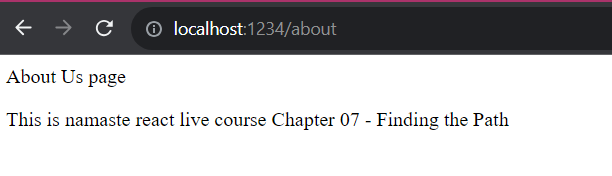 localhost:1234/about
About Us page
This is namaste react live course Chapter 07 - Finding the Path